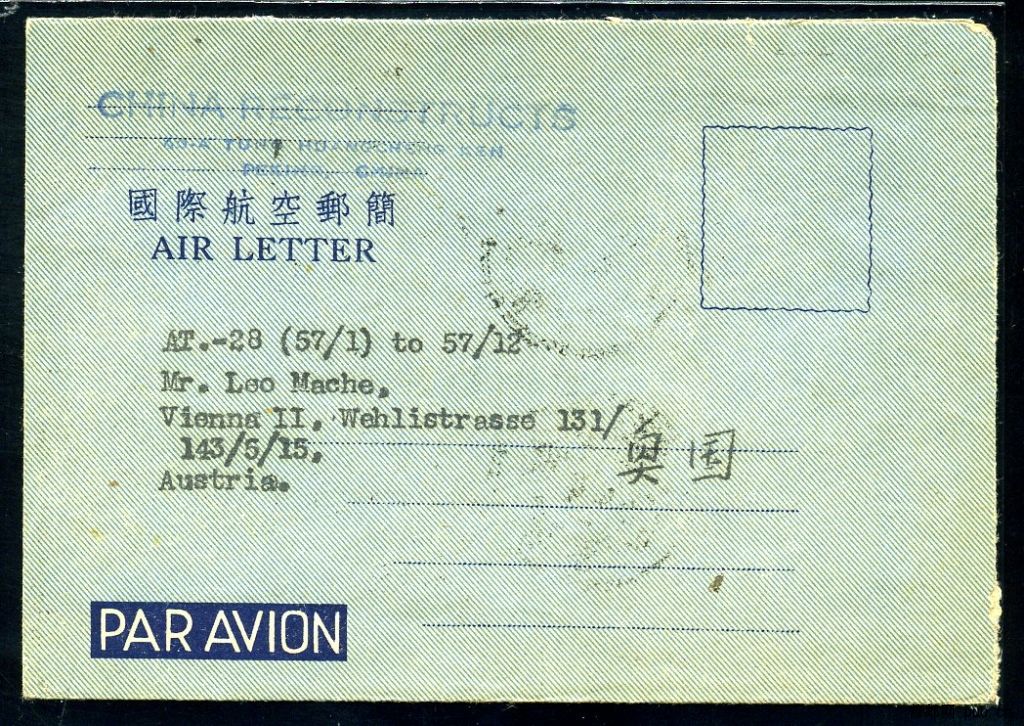 CHINA RECONSTRUCTS
PEKING, CHINA
國際航空郵簡
AIR LETTER
AT.-28 (57/1) to 57/12
Mr. Leo Mache,
Vienna II, Wehlistrasse 131/
143/6/15.
奥国
Austria.
PAR AVION